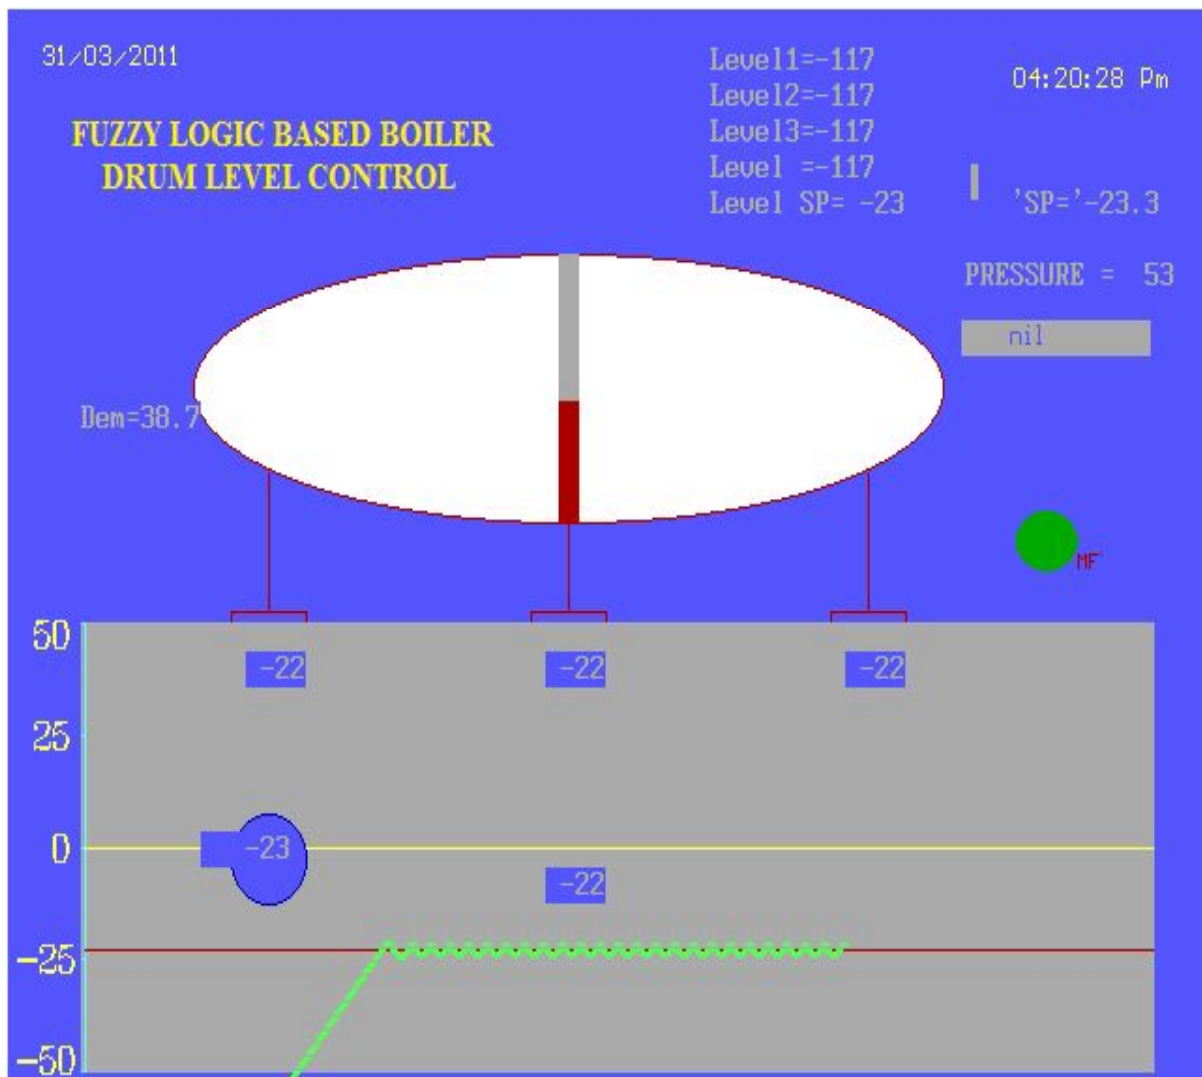 31/03/2011
Level1=-117
04:20:28 Pm
Level2=-117
FUZZY LOGIC BASED BOILER
DRUM LEVEL CONTROL
Level3=-117
Level =-117
Level SP= -23
'SP='-23.3
PRESSURE = 53
nil
Dem=38.7
MF'
50
-22
-22
-22
25
0
-23
-22
-25
-50